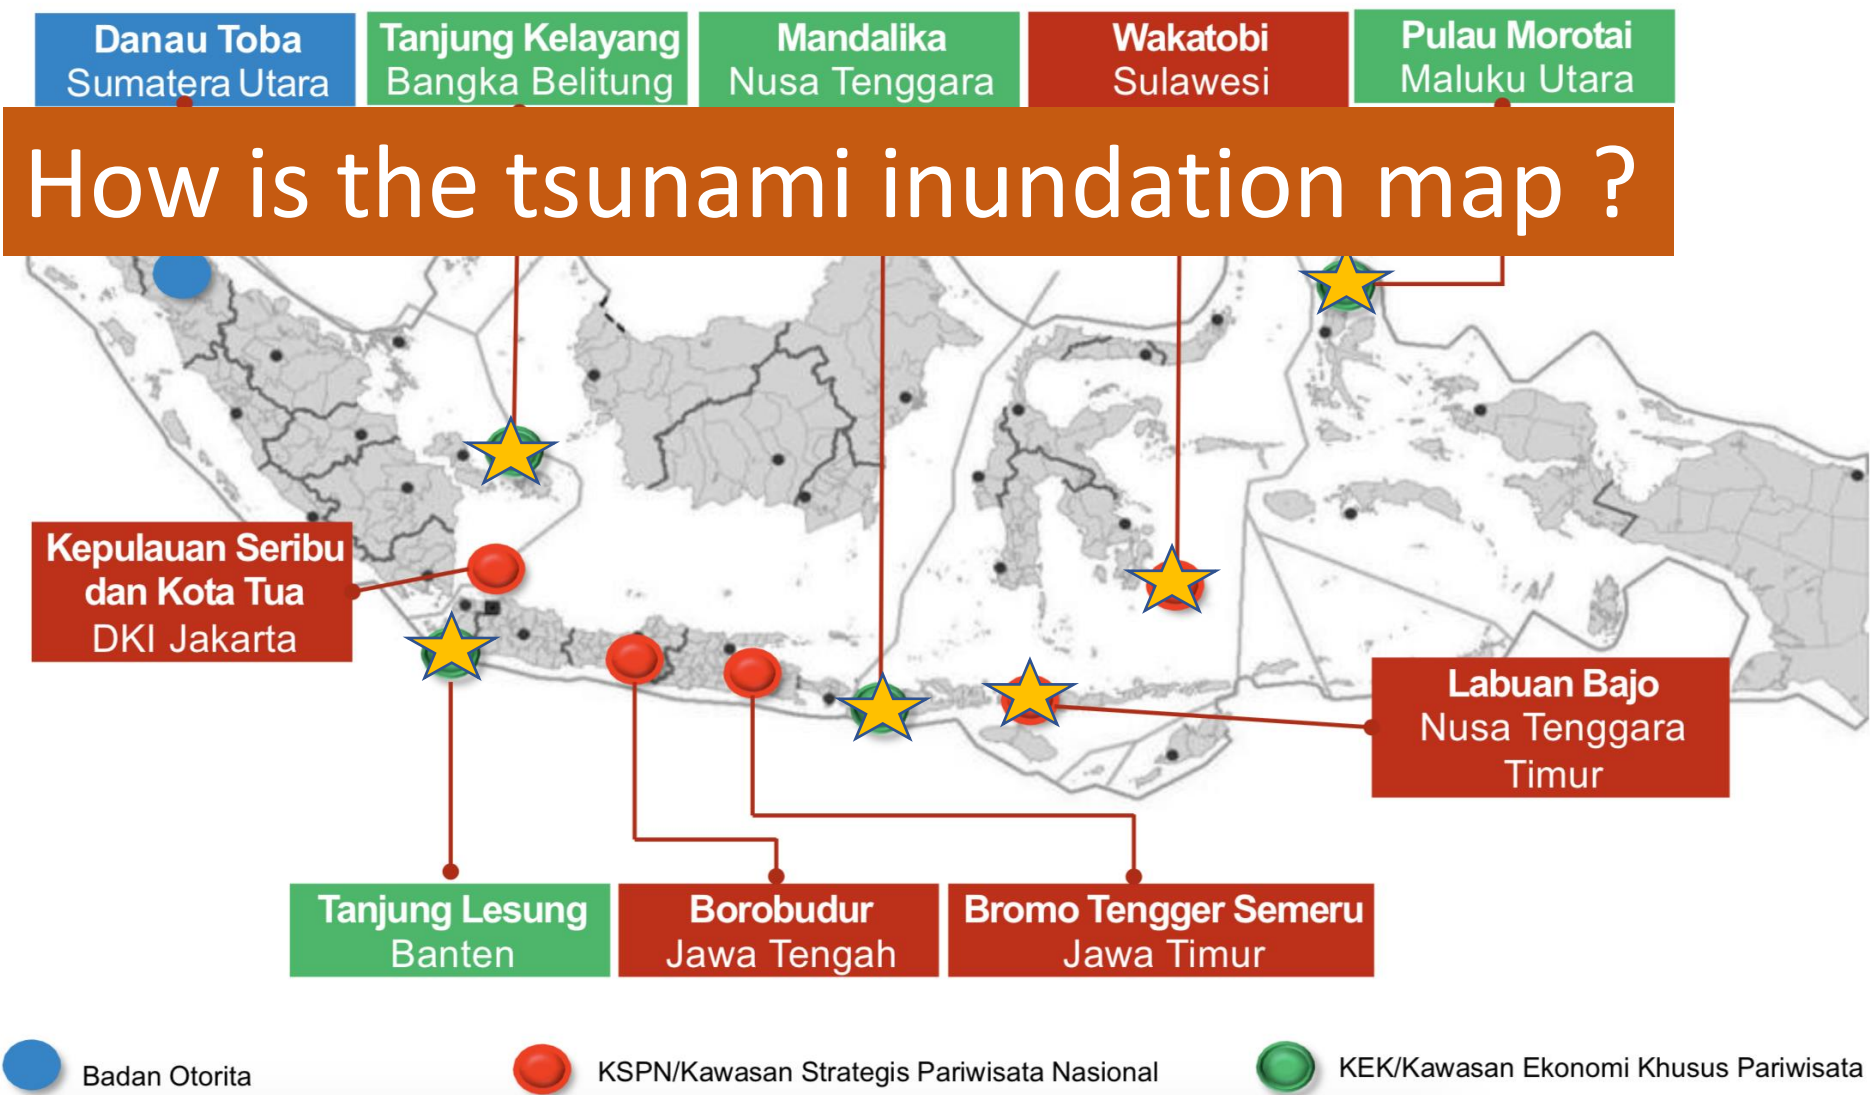 Danau Toba
Sumatera Utara
Tanjung Kelayang
Bangka Belitung
Mandalika
Nusa Tenggara
Wakatobi
Sulawesi
Pulau Morotai
Maluku Utara
How is the tsunami inundation map ?
Kepulauan Seribu
dan Kota Tua
DKI Jakarta
Labuan Bajo
Nusa Tenggara
Timur
Tanjung Lesung
Banten
Borobudur
Jawa Tengah
Bromo Tengger Semeru
Jawa Timur
Badan Otorita
KSPN/Kawasan Strategis Pariwisata Nasional
KEK/Kawasan Ekonomi Khusus Pariwisata